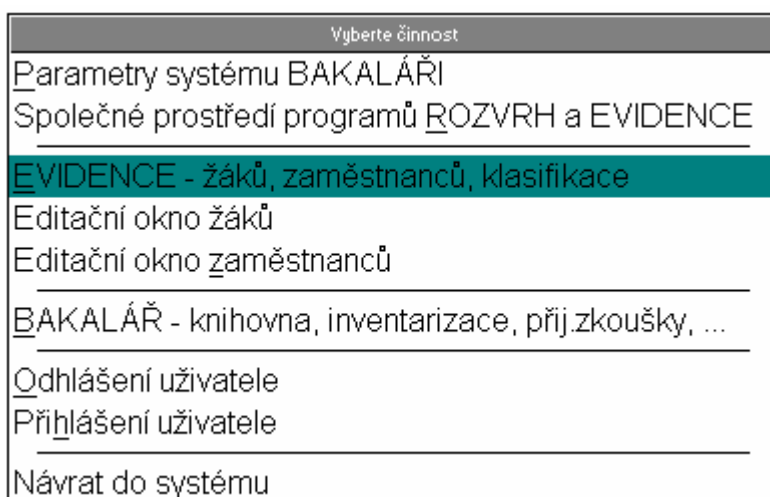 Vyberte činnost
Parametry systému BAKALÁŘI
Společné prostředí programů ROZVRH a EVIDENCE
EVIDENCE - žáků, zaměstnanců, klasifikace
Editační okno žáků
Editační okno zaměstnanců
BAKALÁŘ - knihovna, inventarizace, přij.zkoušky, ...
Odhlášení uživatele
Přihlášení uživatele
Návrat do systému